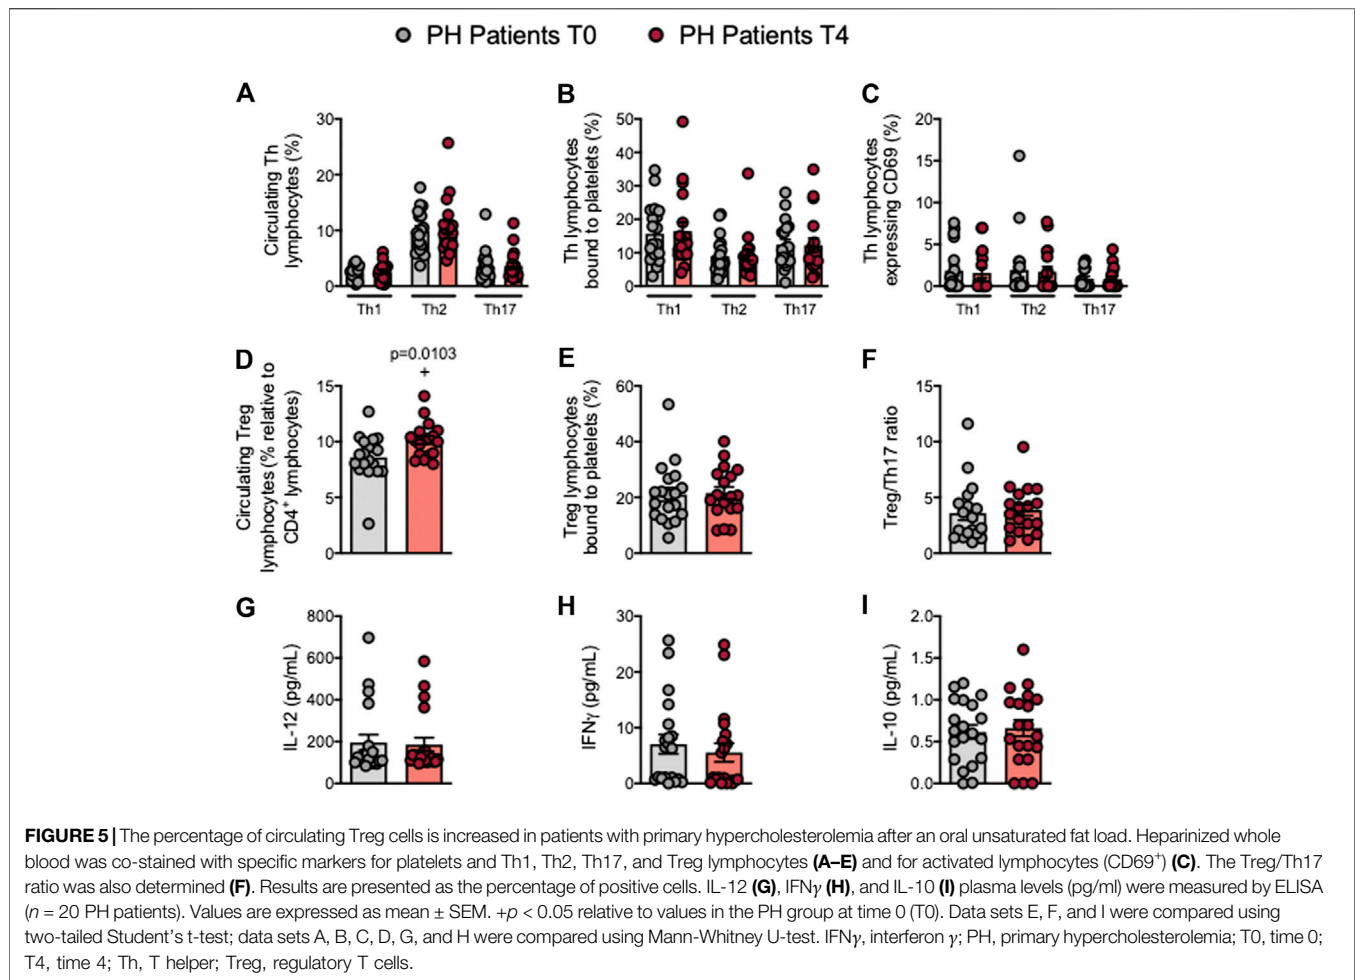 PH Patients T0 PH Patients T4
A
Circulating Th
lymphocytes (%)
30
20
10
0
Th1 Th2 Th17
B
Th lymphocytes
bound to platelets (%)
50
40
30
20
10
0
Th1 Th2 Th17
C
Th lymphocytes
expressing CD69 (%)
20
15
10
5
0
Th1 Th2 Th17
D
Circulating Treg
lymphocytes (% relative to
CD4+ lymphocytes)
p=0.0103
+
15
10
5
0
E
Treg lymphocytes
bound to platelets (%)
60
40
20
0
F
Treg/Th17 ratio
15
10
5
0
G
IL-12 (pg/mL)
800
600
400
200
0
H
IFNγ (pg/mL)
30
20
10
0
I
IL-10 (pg/mL)
2.0
1.5
1.0
0.5
0.0
FIGURE 5 | The percentage of circulating Treg cells is increased in patients with primary hypercholesterolemia after an oral unsaturated fat load. Heparinized whole
blood was co-stained with specific markers for platelets and Th1, Th2, Th17, and Treg lymphocytes (A–E) and for activated lymphocytes (CD69+) (C). The Treg/Th17
ratio was also determined (F). Results are presented as the percentage of positive cells. IL-12 (G), IFNγ (H), and IL-10 (I) plasma levels (pg/ml) were measured by ELISA
(n = 20 PH patients). Values are expressed as mean ± SEM. +p < 0.05 relative to values in the PH group at time 0 (T0). Data sets E, F, and I were compared using
two-tailed Student's t-test; data sets A, B, C, D, G, and H were compared using Mann-Whitney U-test. IFNγ, interferon γ; PH, primary hypercholesterolemia; T0, time 0;
T4, time 4; Th, T helper; Treg, regulatory T cells.